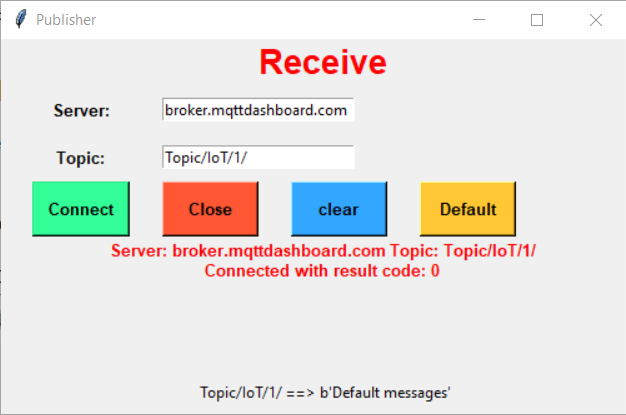 Publisher
Receive
Server: broker.mqttdashboard.com
Topic: Topic/IoT/1/
Connect Close clear Default
Server: broker.mqttdashboard.com Topic: Topic/IoT/1/
Connected with result code: 0
Topic/IoT/1/ ==> b'Default messages'